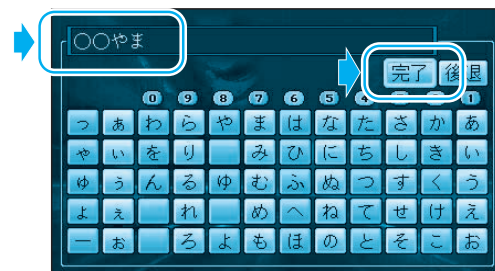 〇〇やま
完了 後退
0 9 8 7 6 5 4 1
っ ぁ わ ら や ま は な た さ か あ
ゃ ぃ を り み ひ に ち し き い
ゅ ぅ ん る ゆ む ふ ぬ つ す く う
ょ ぇ れ め へ ね て せ け え
ー ぉ ろ よ も ほ の と そ こ お